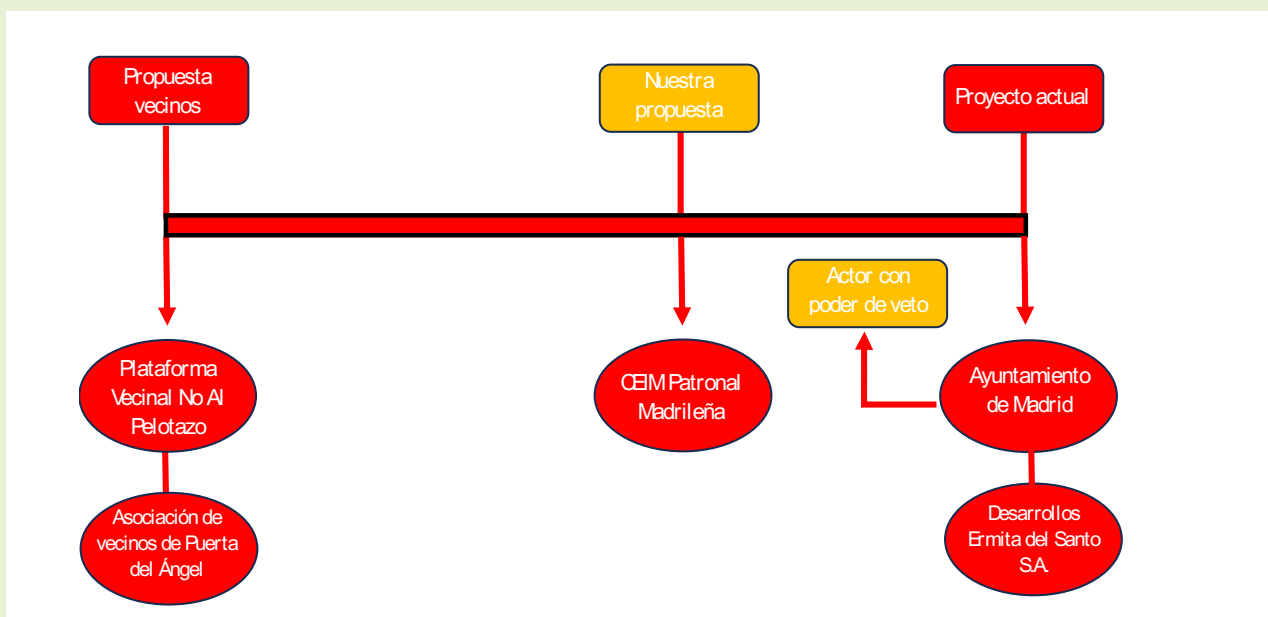 Propuesta
vecinos
Nuestra
propuesta
Proyecto actual
Actor con
poder de veto
Plataforma
Vecinal No Al
Pelotazo
CEIM Patronal
Madrileña
Ayuntamiento
de Madrid
Asociación de
vecinos de Puerta
del Ángel
Desarrollos
Ermita del Santo
S.A.